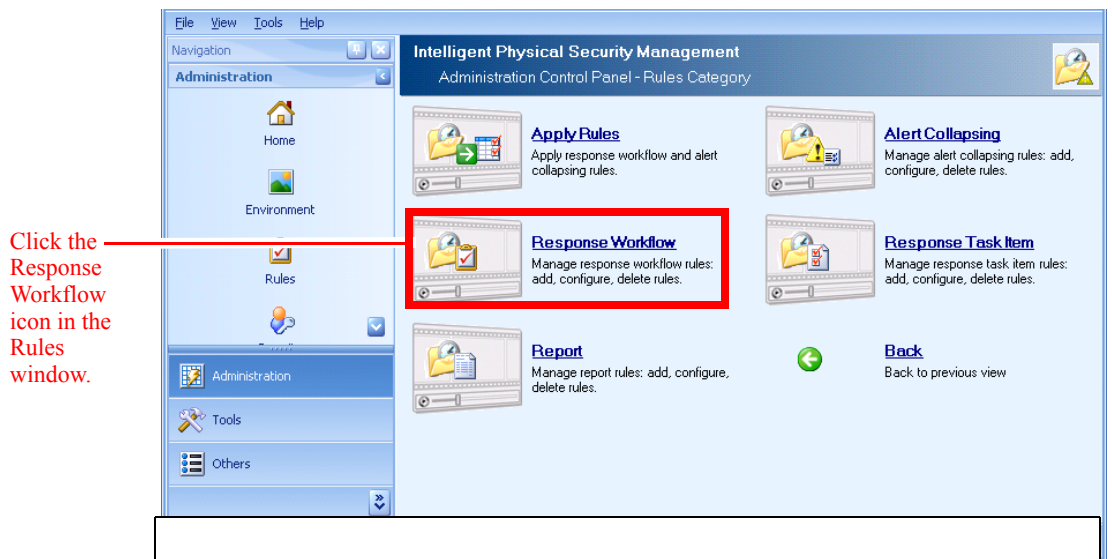 File View Tools Help
Navigation
Administration
Home
Environment
Rules
Administration
Tools
Others
Click the
Response
Workflow
icon in the
Rules
window.
Intelligent Physical Security Management
Administration Control Panel - Rules Category
Apply Rules
Apply response workflow and alert
collapsing rules.
Alert Collapsing
Manage alert collapsing rules: add,
configure, delete rules.
Response Workflow
Manage response workflow rules:
add, configure, delete rules.
Response Task Item
Manage response task item rules:
add, configure, delete rules.
Report
Manage report rules: add, configure,
delete rules.
Back
Back to previous view